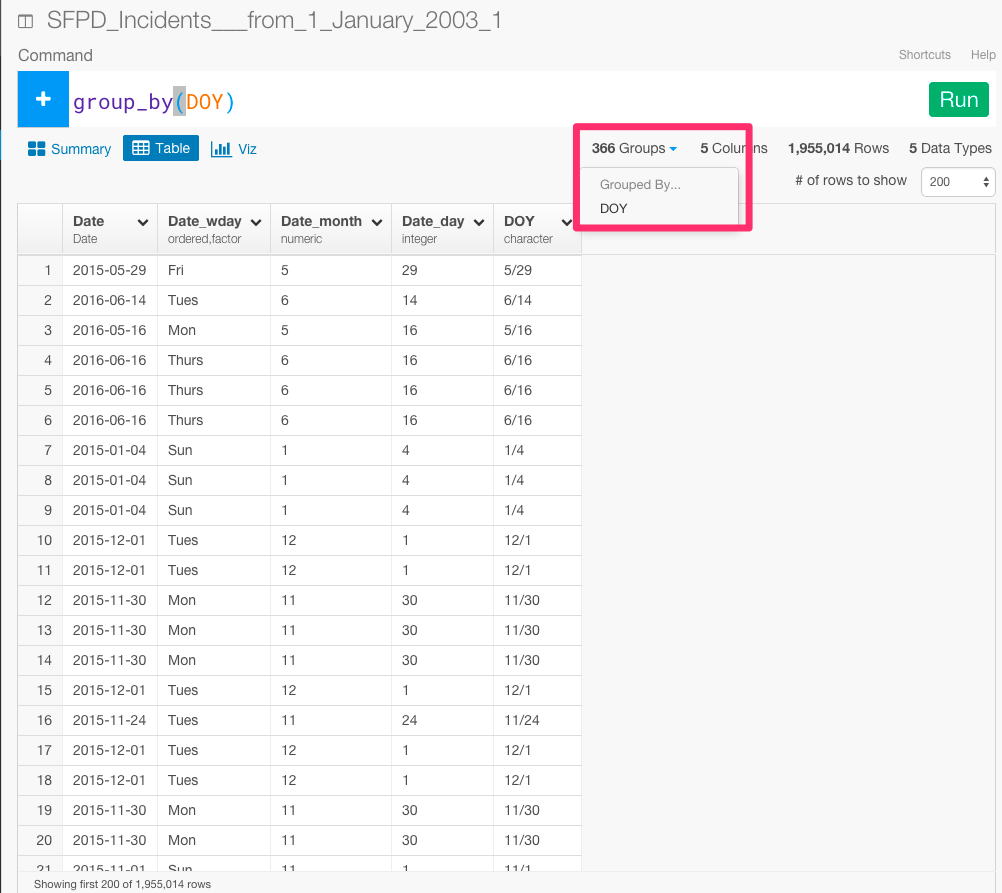 SFPD_Incidents___from_1_January_2003_1
Command
Shortcuts Help
+ group_by(DOY)
Run
Summary Table Viz
366 Groups 5 Columns 1,955,014 Rows 5 Data Types
Grouped By...
DOY
# of rows to show 200
Date Date_wday Date_month Date_day DOY
Date ordered,factor numeric integer character
1 2015-05-29 Fri 5 29 5/29
2 2016-06-14 Tues 6 14 6/14
3 2016-05-16 Mon 5 16 5/16
4 2016-06-16 Thurs 6 16 6/16
5 2016-06-16 Thurs 6 16 6/16
6 2016-06-16 Thurs 6 16 6/16
7 2015-01-04 Sun 1 4 1/4
8 2015-01-04 Sun 1 4 1/4
9 2015-01-04 Sun 1 4 1/4
10 2015-12-01 Tues 12 1 12/1
11 2015-12-01 Tues 12 1 12/1
12 2015-11-30 Mon 11 30 11/30
13 2015-11-30 Mon 11 30 11/30
14 2015-11-30 Mon 11 30 11/30
15 2015-12-01 Tues 12 1 12/1
16 2015-11-24 Tues 11 24 11/24
17 2015-12-01 Tues 12 1 12/1
18 2015-12-01 Tues 12 1 12/1
19 2015-11-30 Mon 11 30 11/30
20 2015-11-30 Mon 11 30 11/30
21 2015-11-01 Sun 11 1 11/1
Showing first 200 of 1,955,014 rows